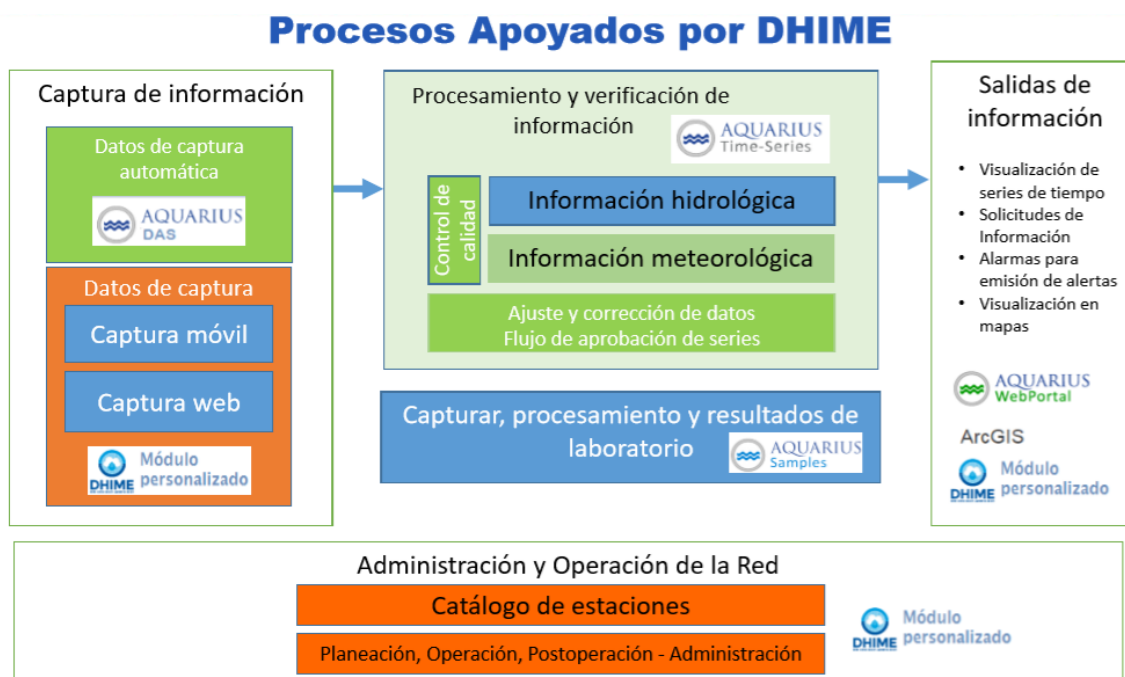 Procesos Apoyados por DHIME
Captura de información
Datos de captura
automática
AQUARIUS
DAS
Datos de captura
Captura móvil
Captura web
DHIME
Módulo
personalizado
Procesamiento y verificación de
información
AQUARIUS
Time-Series
Control de
calidad
Información hidrológica
Información meteorológica
Ajuste y corrección de datos
Flujo de aprobación de series
Capturar, procesamiento y resultados de
laboratorio
AQUARIUS
Samples
Salidas de
información
• Visualización de
series de tiempo
• Solicitudes de
Información
• Alarmas para
emisión de alertas
• Visualización en
mapas
AQUARIUS
WebPortal
ArcGIS
DHIME
Módulo
personalizado
Administración y Operación de la Red
Catálogo de estaciones
Planeación, Operación, Postoperación - Administración
DHIME
Módulo
personalizado